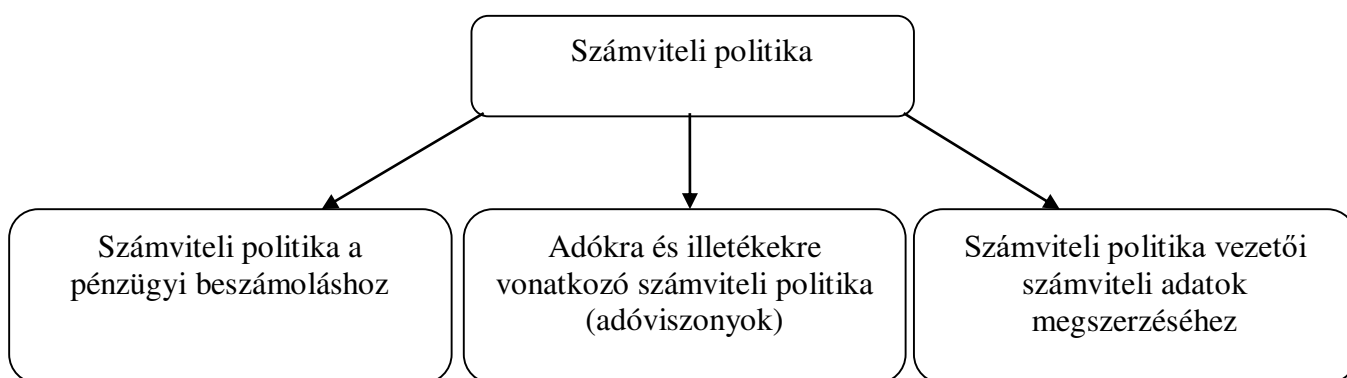 Számviteli politika
Számviteli politika a
pénzügyi beszámoláshoz
Adókra és illetékekre
vonatkozó számviteli politika
(adóviszonyok)
Számviteli politika vezetői
számviteli adatok
megszerzéséhez